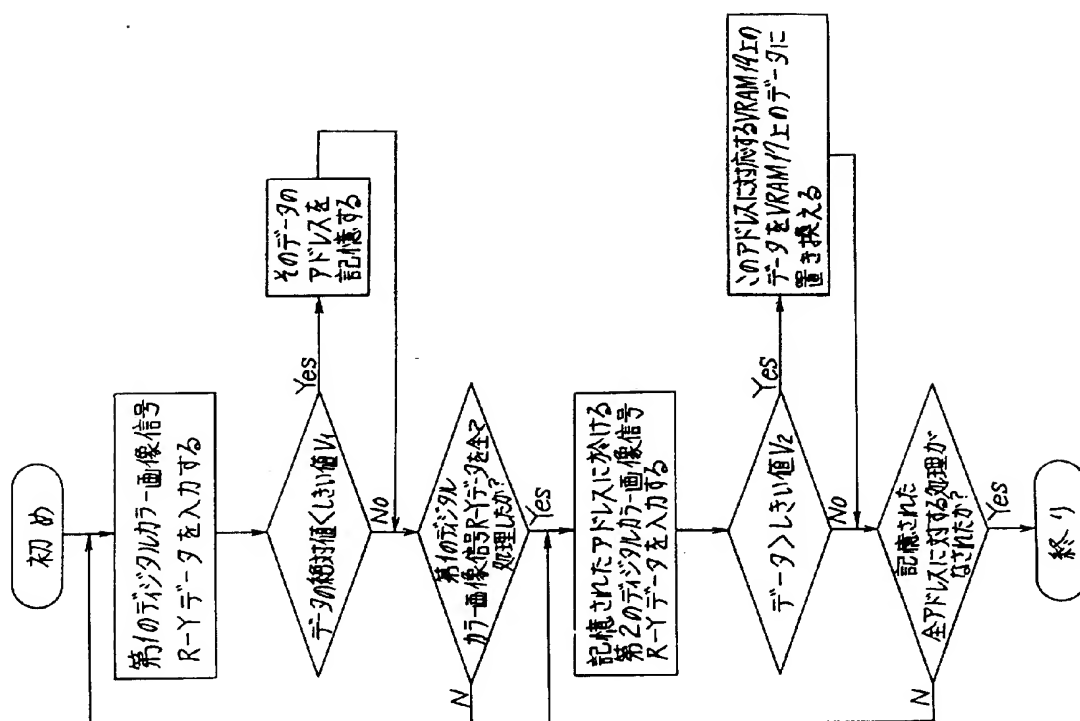 初め
第1のディジタルカラー画像信号
R－Yデータを入力する
データの絶対値<しきい値V1
Yes
No
そのデータの
アドレスを
記憶する
第1のディジタル
カラー画像信号R-Yデータを全て
処理したか?
N
Yes
記憶されたアドレスに於ける
第2のディジタルカラー画像信号
R－Yデータを入力する
データ>しきい値V2
Yes
No
このアドレスに対応するVRAM14上の
データをVRAM17上のデータに
置き換える
記憶された
全アドレスに対する処理が
なされたか?
N
Yes
終り